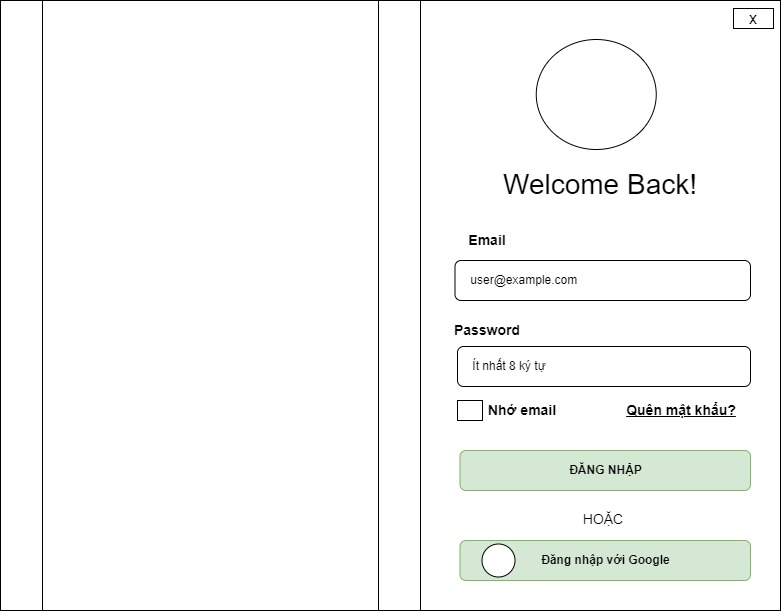 X
Welcome Back!
Email
user@example.com
Password
Ít nhất 8 ký tự
Nhớ email
Quên mật khẩu?
ĐĂNG NHẬP
HOẶC
Đăng nhập với Google